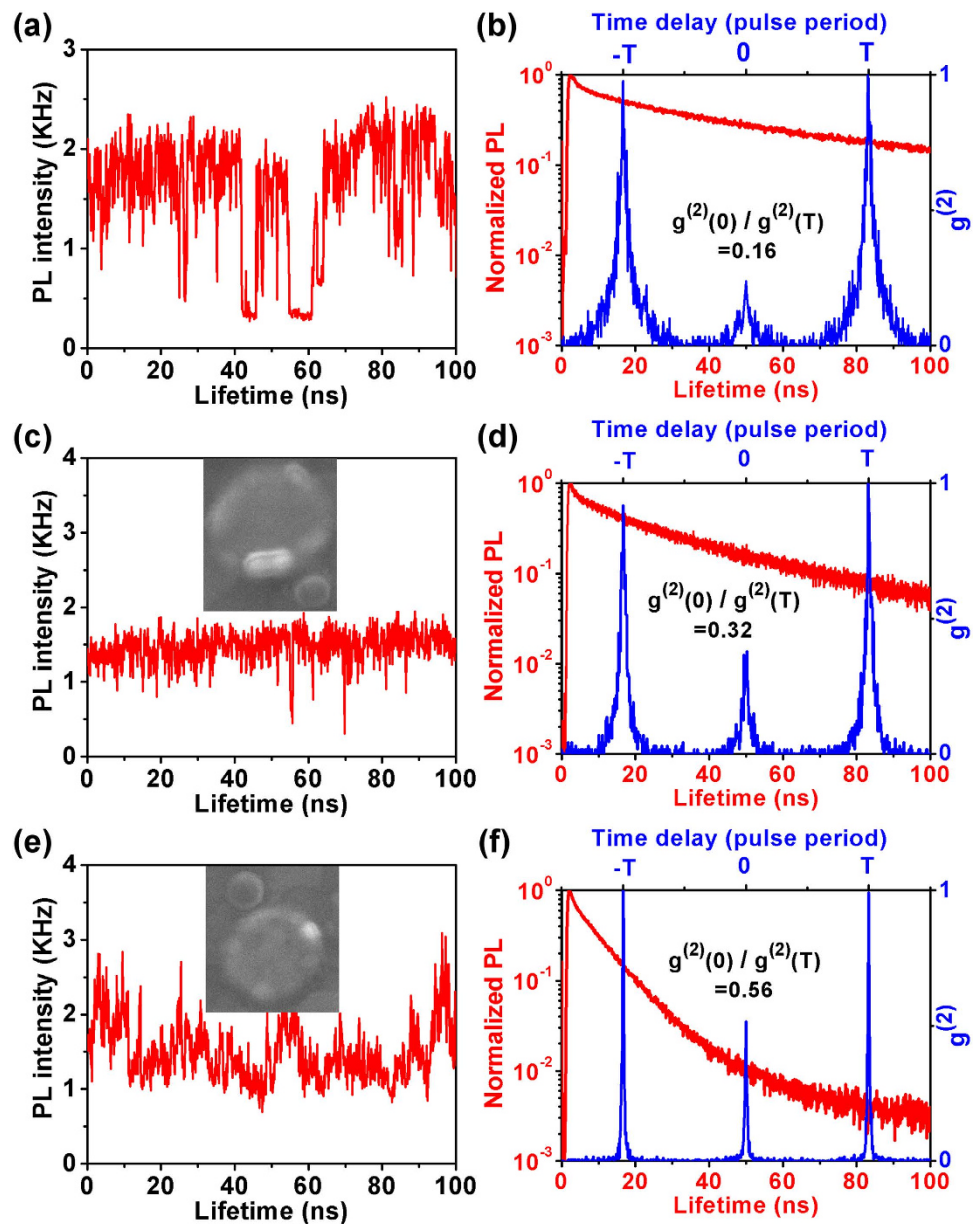 (a)
3
2
1
0
PL intensity (KHz)
0 20 40 60 80 100
Lifetime (ns)
(b)
Time delay (pulse period)
-T 0 T
10⁰
10⁻¹
10⁻²
10⁻³
Normalized PL
g⁽²⁾(0) / g⁽²⁾(T)
=0.16
1
0
g⁽²⁾
0 20 40 60 80 100
Lifetime (ns)
(c)
4
3
2
1
0
PL intensity (KHz)
0 20 40 60 80 100
Lifetime (ns)
(d)
Time delay (pulse period)
-T 0 T
10⁰
10⁻¹
10⁻²
10⁻³
Normalized PL
g⁽²⁾(0) / g⁽²⁾(T)
=0.32
1
0
g⁽²⁾
0 20 40 60 80 100
Lifetime (ns)
(e)
4
3
2
1
0
PL intensity (KHz)
0 20 40 60 80 100
Lifetime (ns)
(f)
Time delay (pulse period)
-T 0 T
10⁰
10⁻¹
10⁻²
10⁻³
Normalized PL
g⁽²⁾(0) / g⁽²⁾(T)
=0.56
1
0
g⁽²⁾
0 20 40 60 80 100
Lifetime (ns)